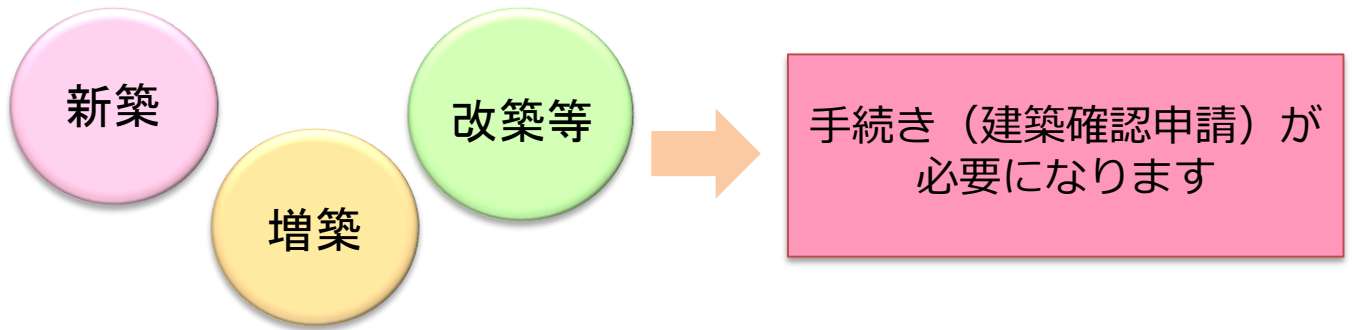 新築
増築
改築等
手続き（建築確認申請）が
必要になります